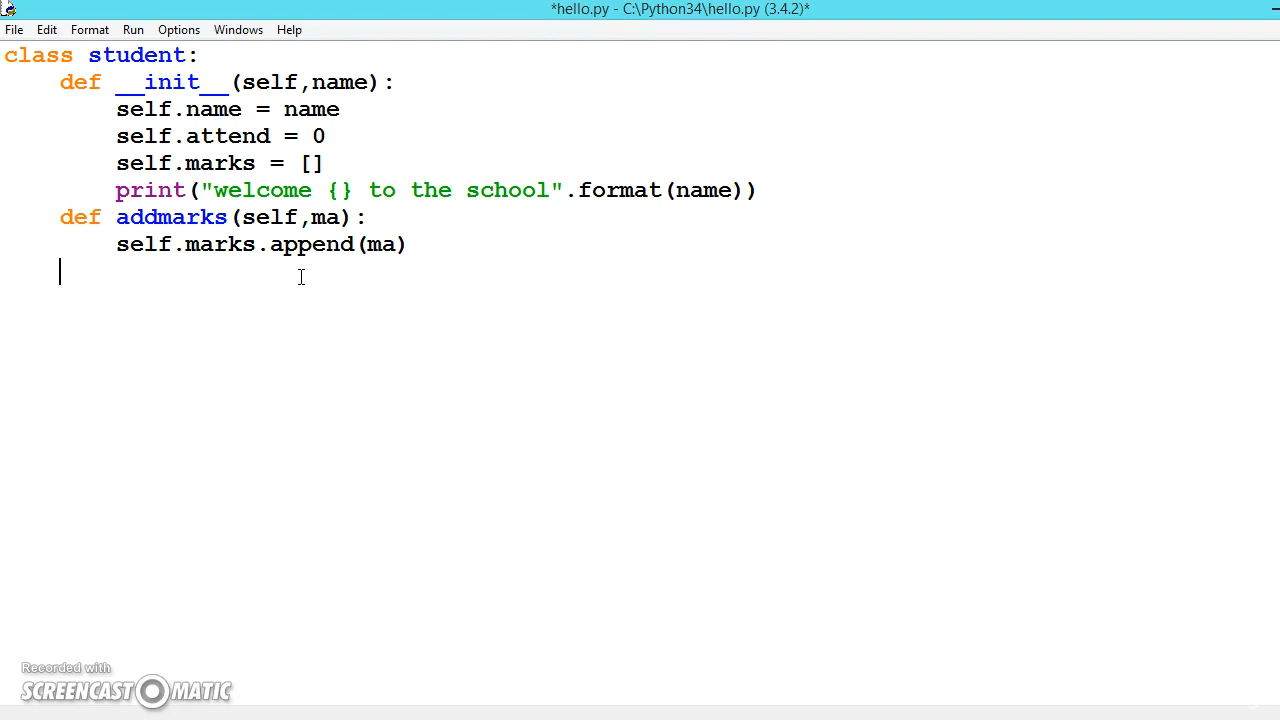 *hello.py - C:\Python34\hello.py (3.4.2)*
File Edit Format Run Options Windows Help
class student:
    def __init__(self,name):
        self.name = name
        self.attend = 0
        self.marks = []
        print("welcome {} to the school".format(name))
    def addmarks(self,ma):
        self.marks.append(ma)
Recorded with
SCREENCAST O MATIC